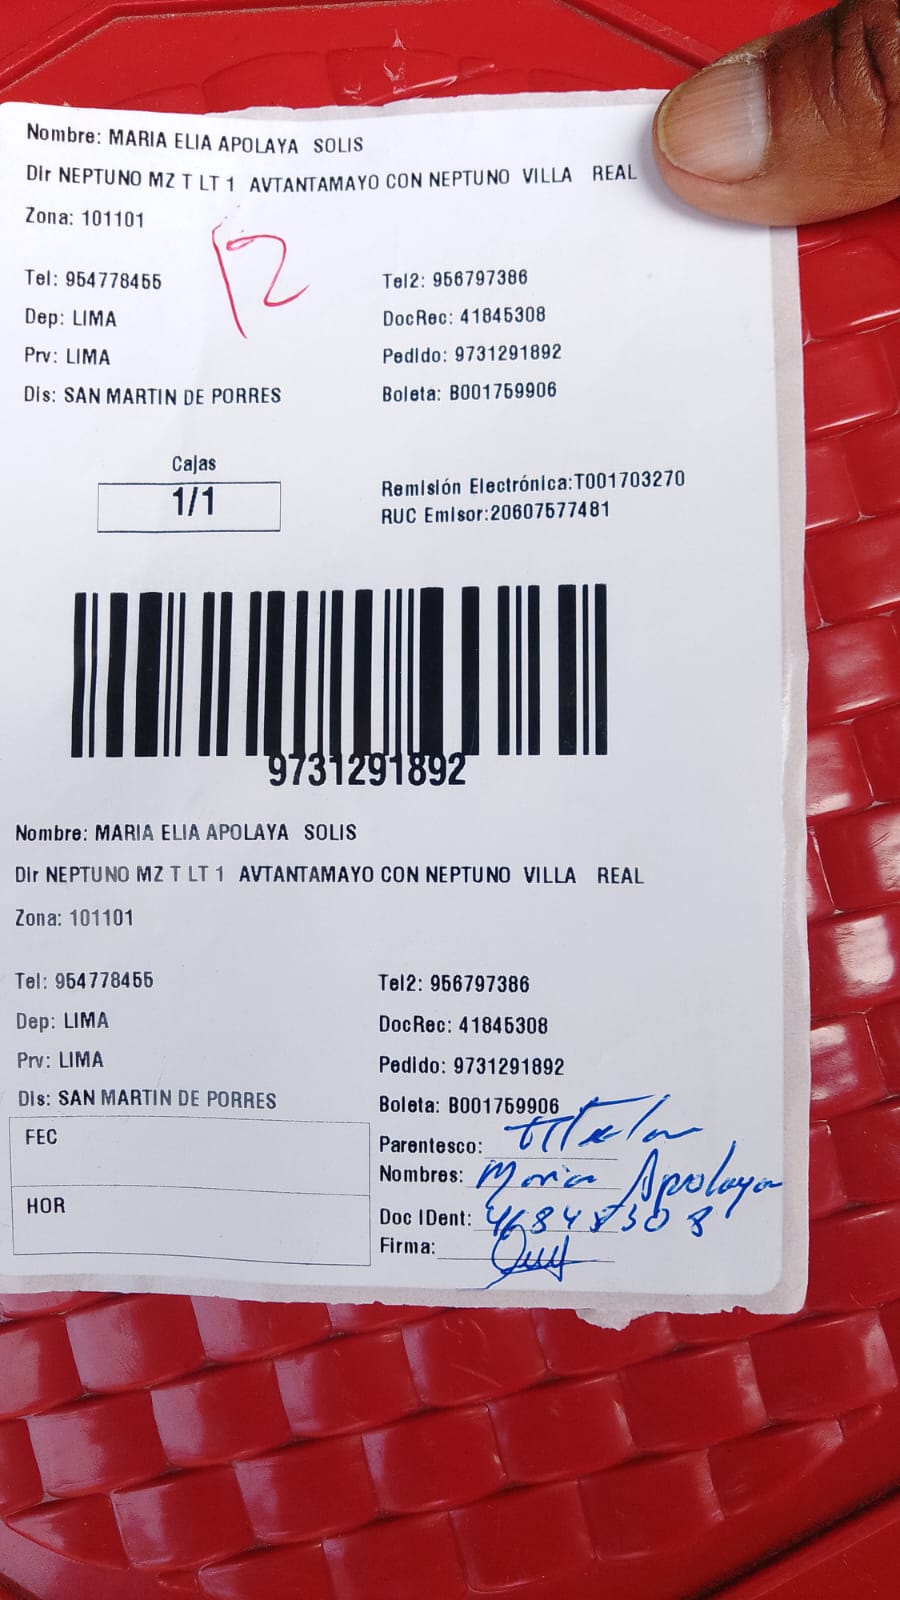 Nombre: MARIA ELIA APOLAYA SOLIS
Dir NEPTUNO MZ T LT 1 AVTANTAMAYO CON NEPTUNO VILLA REAL
Zona: 101101
12
Tel: 954778455 Tel2: 956797386
Dep: LIMA DocRec: 41845308
Prv: LIMA Pedido: 9731291892
Dis: SAN MARTIN DE PORRES Boleta: B001759906
Cajas
1/1
Remisión Electrónica:T001703270
RUC Emisor:20607577481
9731291892
Nombre: MARIA ELIA APOLAYA SOLIS
Dir NEPTUNO MZ T LT 1 AVTANTAMAYO CON NEPTUNO VILLA REAL
Zona: 101101
Tel: 954778455 Tel2: 956797386
Dep: LIMA DocRec: 41845308
Prv: LIMA Pedido: 9731291892
Dis: SAN MARTIN DE PORRES Boleta: B001759906
FEC
Parentesco: titular
Nombres: Maria Apolaya
HOR
Doc IDent:
Firma: